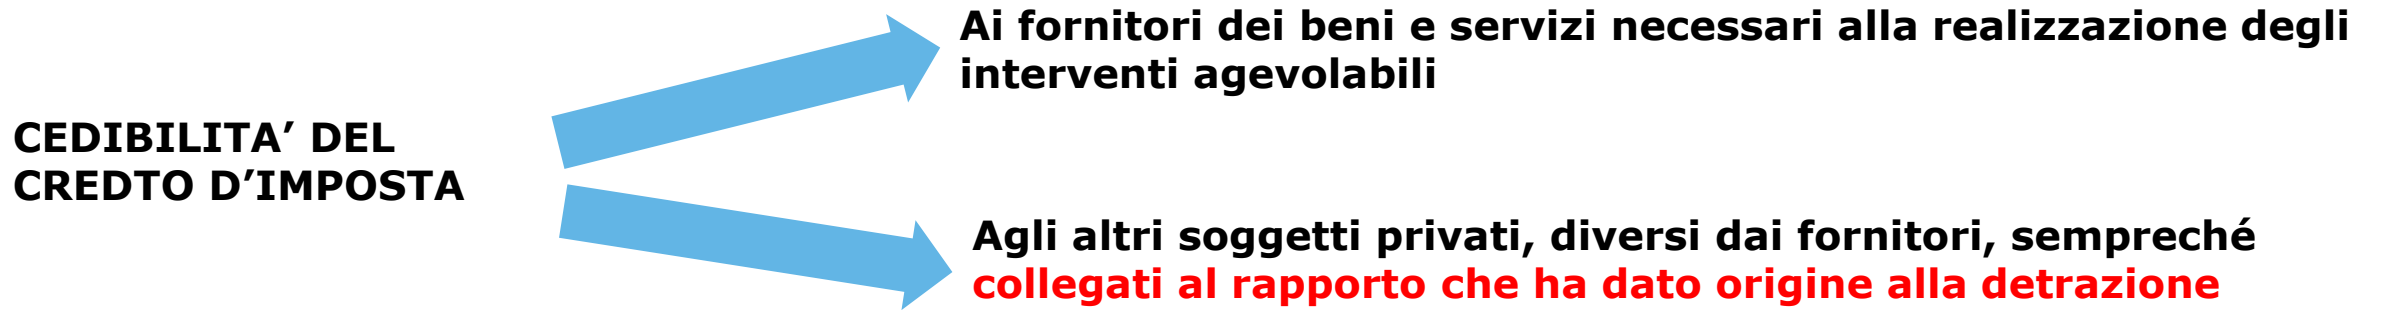 CEDIBILITA’ DEL
CREDTO D’IMPOSTA
Ai fornitori dei beni e servizi necessari alla realizzazione degli
interventi agevolabili
Agli altri soggetti privati, diversi dai fornitori, sempreché
collegati al rapporto che ha dato origine alla detrazione